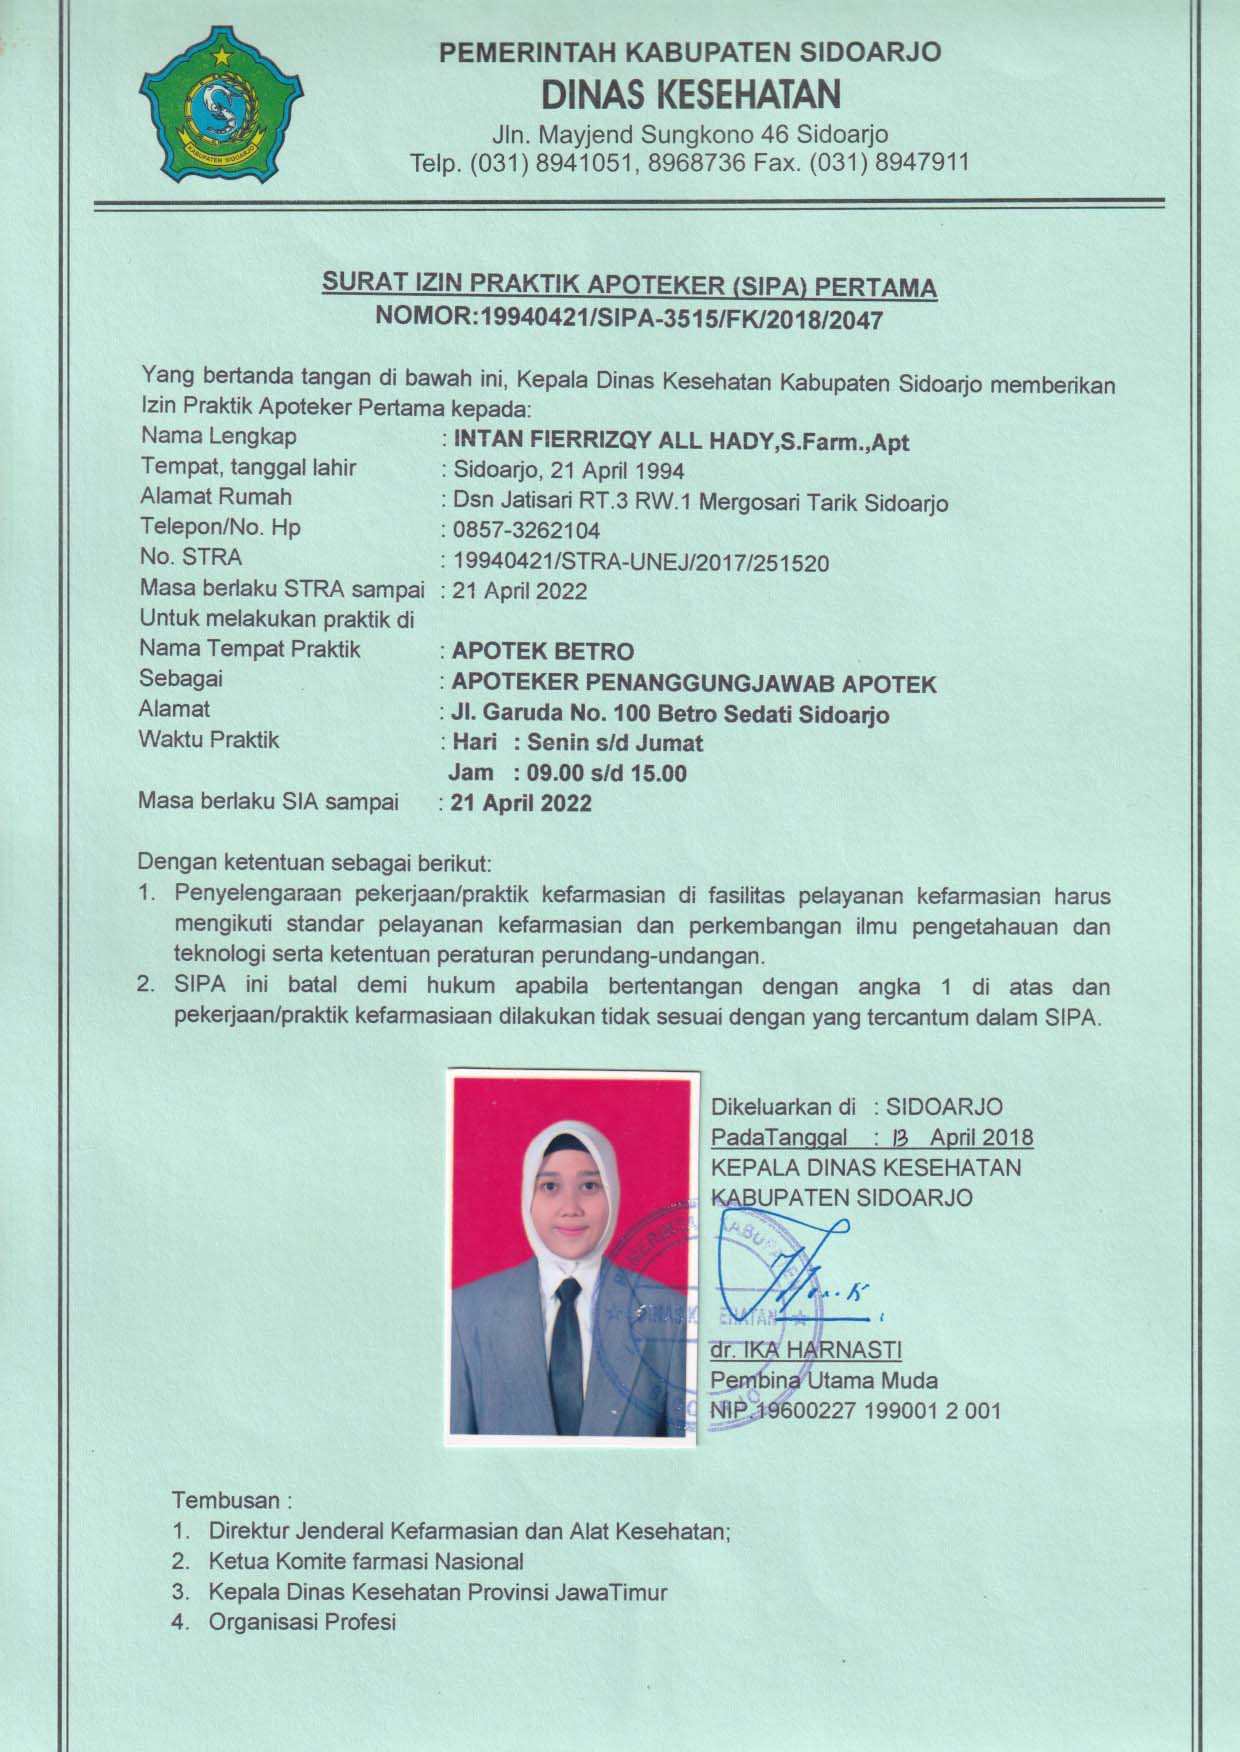 KABUPATEN SIDOARJO
PEMERINTAH KABUPATEN SIDOARJO
DINAS KESEHATAN
Jln. Mayjend Sungkono 46 Sidoarjo
Telp. (031) 8941051, 8968736 Fax. (031) 8947911
SURAT IZIN PRAKTIK APOTEKER (SIPA) PERTAMA
NOMOR:19940421/SIPA-3515/FK/2018/2047
Yang bertanda tangan di bawah ini, Kepala Dinas Kesehatan Kabupaten Sidoarjo memberikan
Izin Praktik Apoteker Pertama kepada:
Nama Lengkap : INTAN FIERRIZQY ALL HADY,S.Farm.,Apt
Tempat, tanggal lahir : Sidoarjo, 21 April 1994
Alamat Rumah : Dsn Jatisari RT.3 RW.1 Mergosari Tarik Sidoarjo
Telepon/No. Hp : 0857-3262104
No. STRA : 19940421/STRA-UNEJ/2017/251520
Masa berlaku STRA sampai : 21 April 2022
Untuk melakukan praktik di
Nama Tempat Praktik : APOTEK BETRO
Sebagai : APOTEKER PENANGGUNGJAWAB APOTEK
Alamat : Jl. Garuda No. 100 Betro Sedati Sidoarjo
Waktu Praktik : Hari : Senin s/d Jumat
Jam : 09.00 s/d 15.00
Masa berlaku SIA sampai : 21 April 2022
Dengan ketentuan sebagai berikut:
1. Penyelengaraan pekerjaan/praktik kefarmasian di fasilitas pelayanan kefarmasian harus
mengikuti standar pelayanan kefarmasian dan perkembangan ilmu pengetahauan dan
teknologi serta ketentuan peraturan perundang-undangan.
2. SIPA ini batal demi hukum apabila bertentangan dengan angka 1 di atas dan
pekerjaan/praktik kefarmasiaan dilakukan tidak sesuai dengan yang tercantum dalam SIPA.
Dikeluarkan di : SIDOARJO
PadaTanggal : 13 April 2018
KEPALA DINAS KESEHATAN
KABUPATEN SIDOARJO
dr. IKA HARNASTI
Pembina Utama Muda
NIP.19600227 199001 2 001
Tembusan :
1. Direktur Jenderal Kefarmasian dan Alat Kesehatan;
2. Ketua Komite farmasi Nasional
3. Kepala Dinas Kesehatan Provinsi JawaTimur
4. Organisasi Profesi